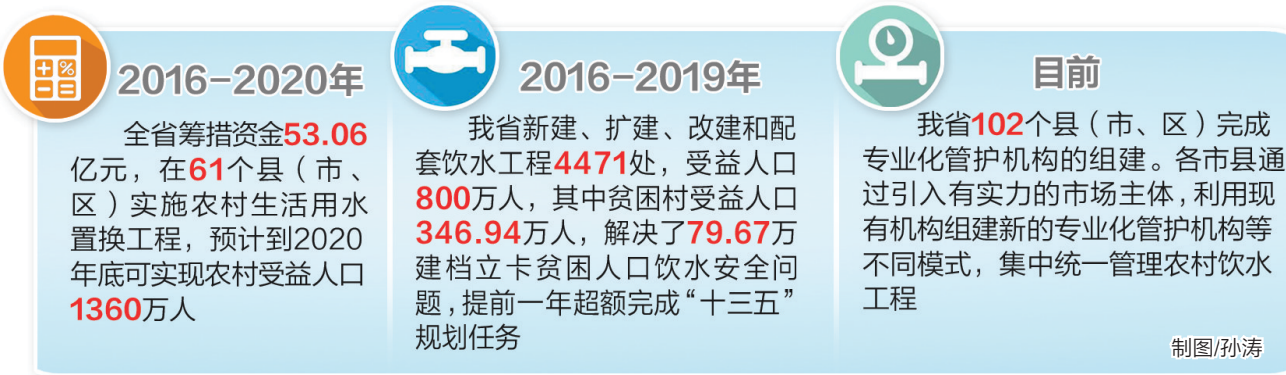 2016-2020年
全省筹措资金53.06
亿元，在61个县（市、
区）实施农村生活用水
置换工程，预计到2020
年底可实现农村受益人口
1360万人
2016-2019年
我省新建、扩建、改建和配
套饮水工程4471处，受益人口
800万人，其中贫困村受益人口
346.94万人，解决了79.67万
建档立卡贫困人口饮水安全问
题，提前一年超额完成“十三五”
规划任务
目前
我省102个县（市、区）完成
专业化管护机构的组建。各市县通
过引入有实力的市场主体，利用现
有机构组建新的专业化管护机构等
不同模式，集中统一管理农村饮水
工程
制图/孙涛